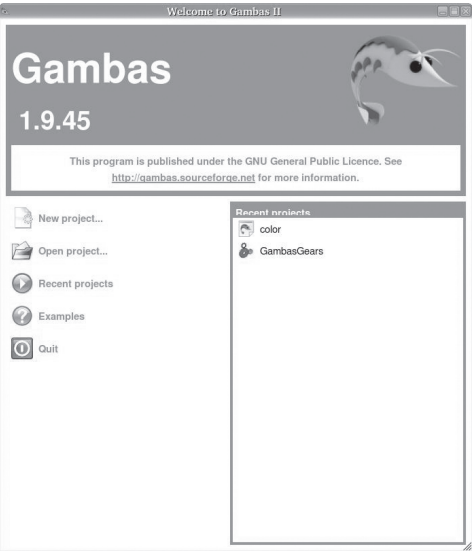 Welcome to Gambas II
Gambas
1.9.45
This program is published under the GNU General Public Licence. See
http://gambas.sourceforge.net for more information.
New project...
Open project...
Recent projects
Examples
Quit
Recent projects
color
GambasGears